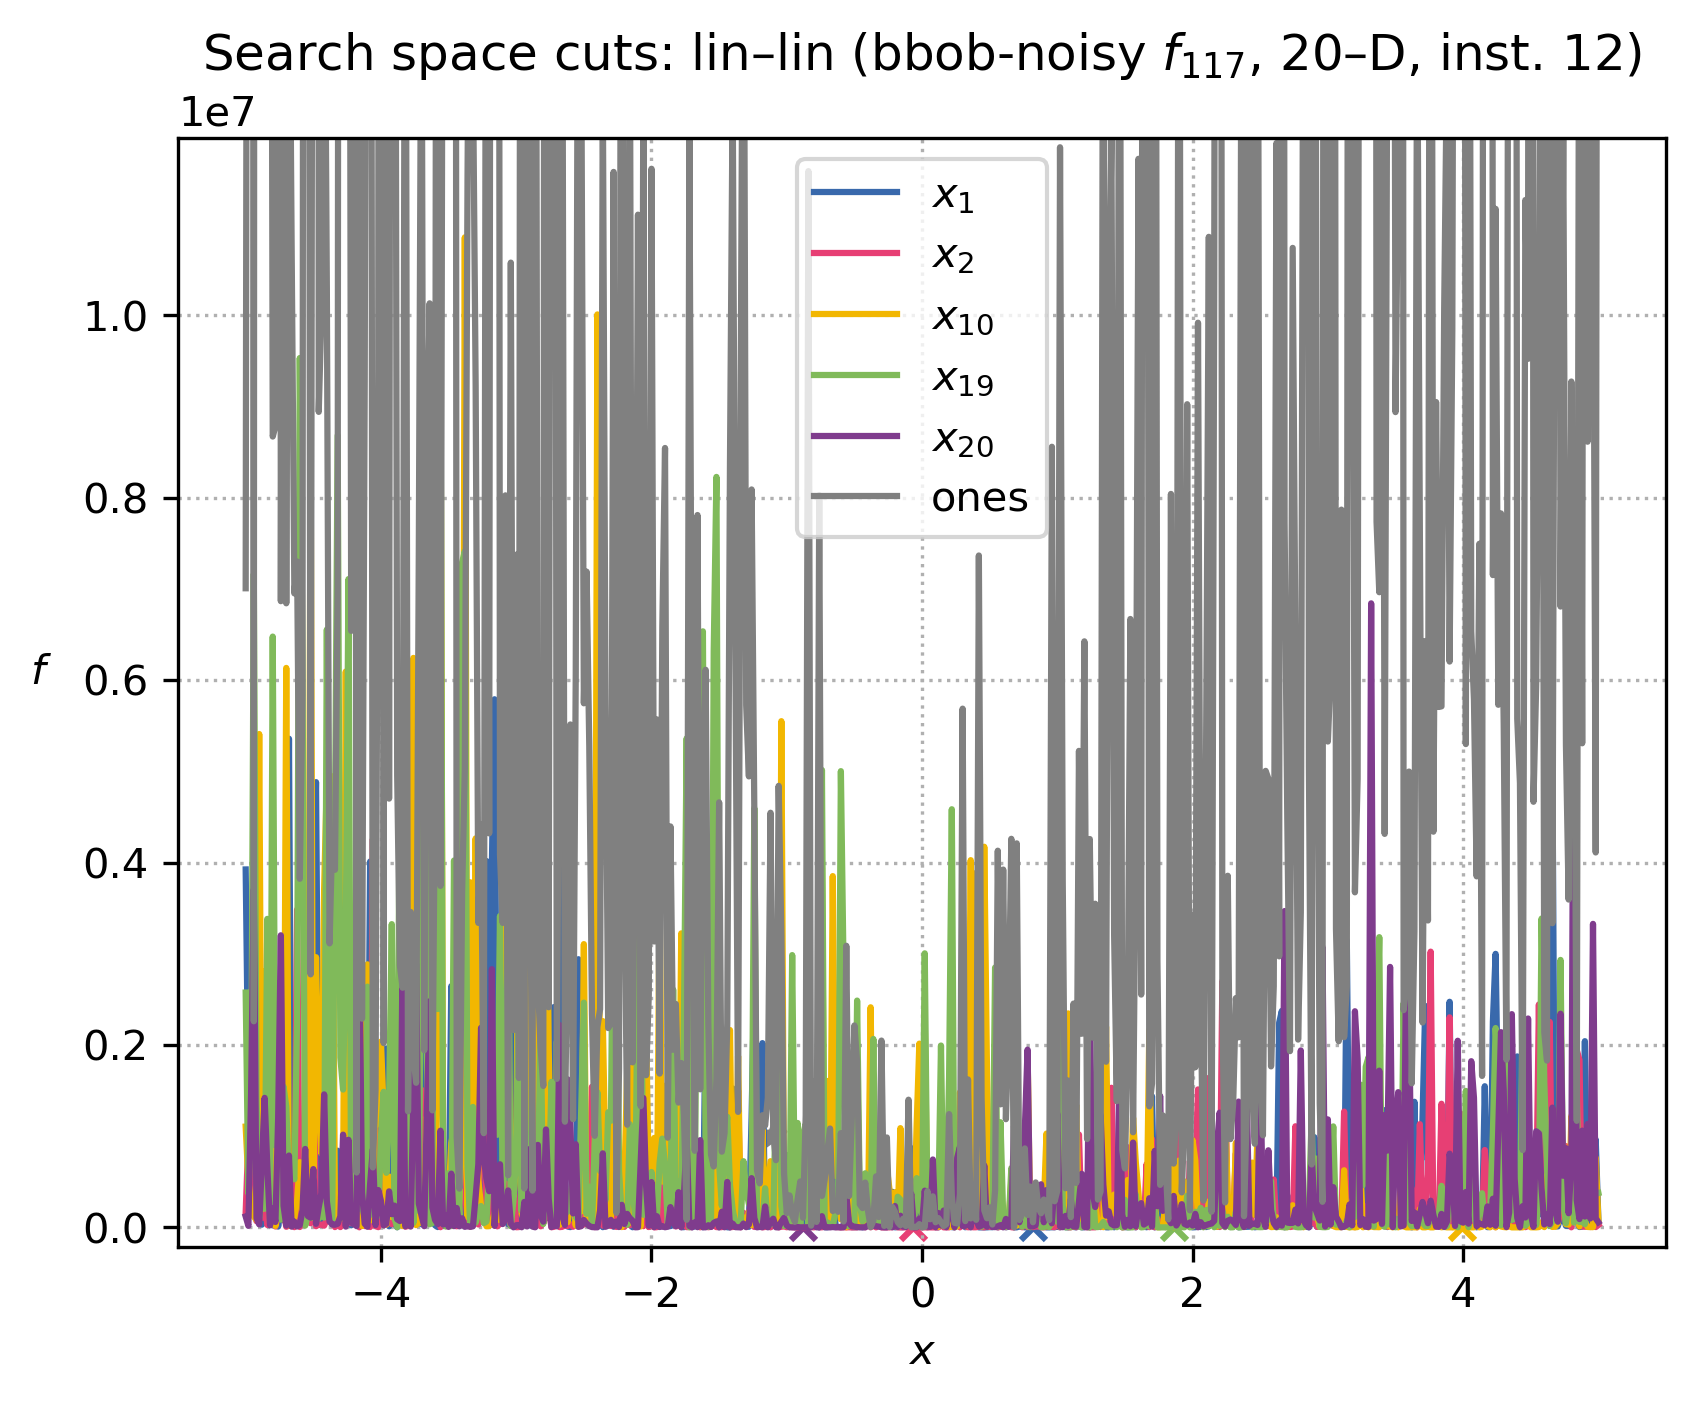 Search space cuts: lin–lin (bbob-noisy f117, 20–D, inst. 12)
1e7
x1
x2
x10
x19
x20
ones
1.0
0.8
0.6
0.4
0.2
0.0
f
−4 −2 0 2 4
x